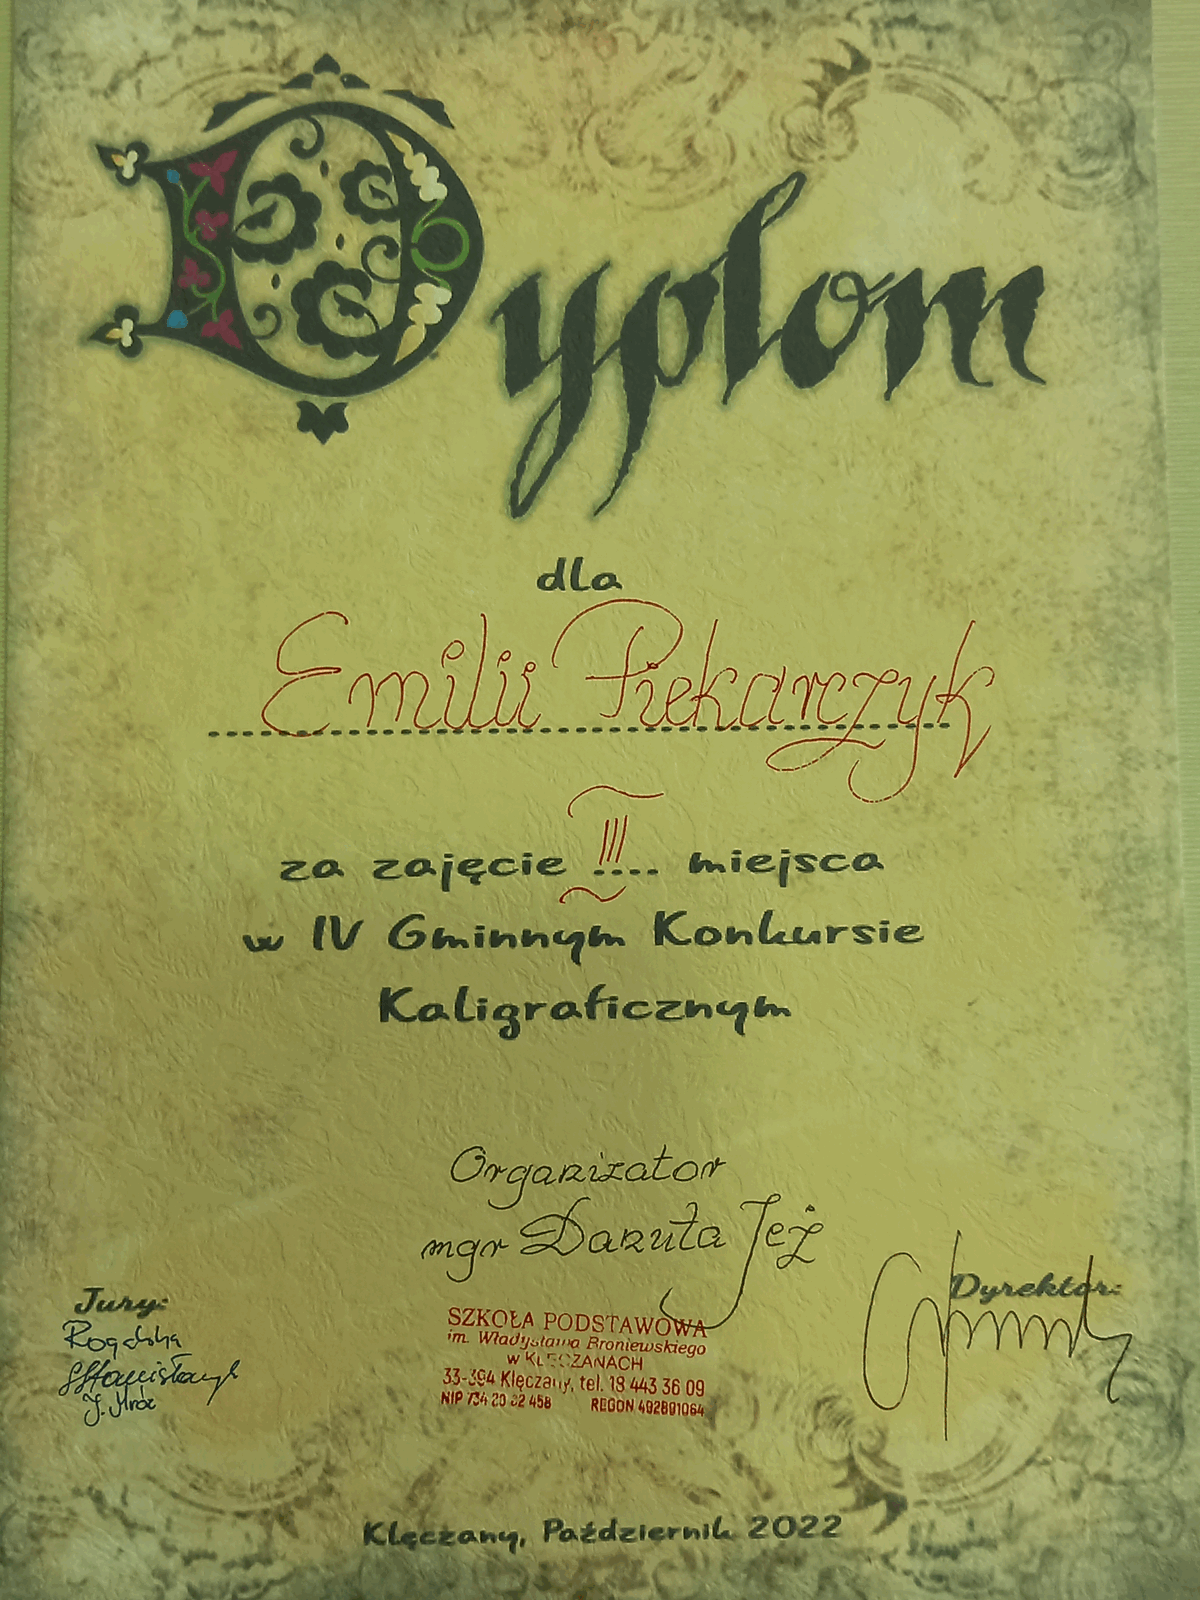 Dyplom
dla
Emilii Piekarczyk
za zajęcie III miejsca
w IV Gminnym Konkursie
Kaligraficznym
Organizator
mgr Danuta Jeż
Jury:
J. Mróz
Dyrektor:
SZKOŁA PODSTAWOWA
im. Władysława Broniewskiego
w KLĘCZANACH
33-394 Klęczany, tel. 18 443 36 09
NIP 734 20 32 458 REGON 492891064
Klęczany, Październik 2022